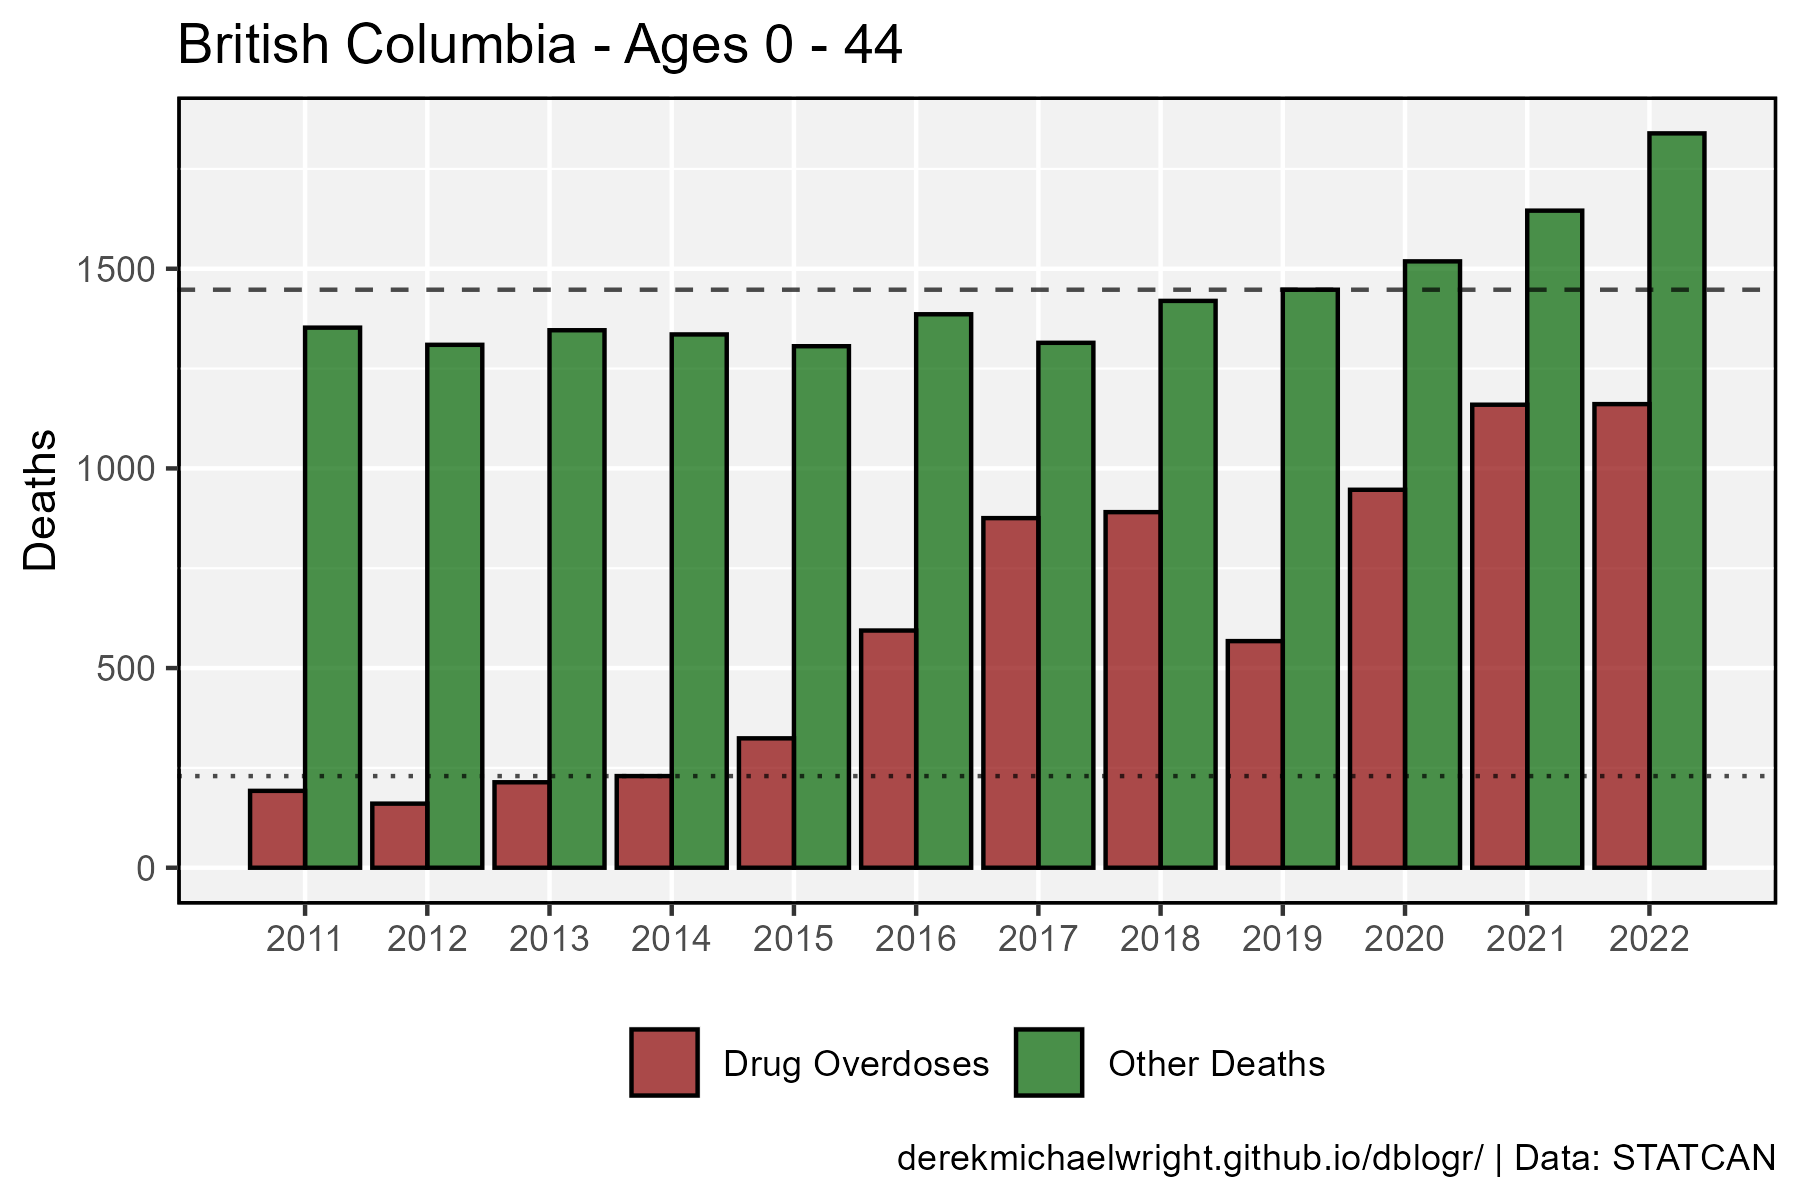 British Columbia - Ages 0 - 44
Deaths
1500
1000
500
0
2011 2012 2013 2014 2015 2016 2017 2018 2019 2020 2021 2022
Drug Overdoses Other Deaths
derekmichaelwright.github.io/dblogr/ | Data: STATCAN